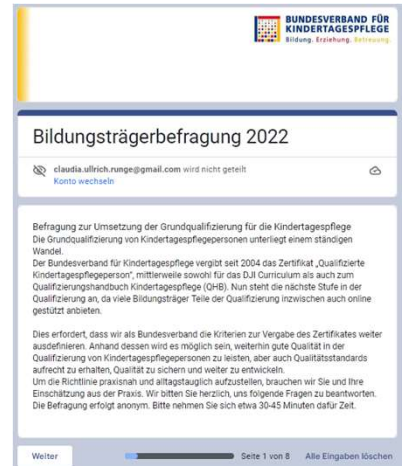 BUNDESVERBAND FÜR
KINDERTAGESPFLEGE
Bildung. Erziehung. Betreuung.
Bildungsträgerbefragung 2022
claudia.ullrich.runge@gmail.com wird nicht geteilt
Konto wechseln
Befragung zur Umsetzung der Grundqualifizierung für die Kindertagespflege
Die Grundqualifizierung von Kindertagespflegepersonen unterliegt einem ständigen
Wandel.
Der Bundesverband für Kindertagespflege vergibt seit 2004 das Zertifikat „Qualifizierte
Kindertagespflegeperson“, mittlerweile sowohl für das DJI Curriculum als auch zum
Qualifizierungshandbuch Kindertagespflege (QHB). Nun steht die nächste Stufe in der
Qualifizierung an, da viele Bildungsträger Teile der Qualifizierung inzwischen auch online
gestützt anbieten.
Dies erfordert, dass wir als Bundesverband die Kriterien zur Vergabe des Zertifikates weiter
ausdefinieren. Anhand dessen wird es möglich sein, weiterhin gute Qualität in der
Qualifizierung von Kindertagespflegepersonen zu leisten, aber auch Qualitätsstandards
aufrecht zu erhalten, Qualität zu sichern und weiter zu entwickeln.
Um die Richtlinie praxisnah und alltagstauglich aufzustellen, brauchen wir Sie und Ihre
Einschätzung aus der Praxis. Wir bitten Sie herzlich, uns folgende Fragen zu beantworten.
Die Befragung erfolgt anonym. Bitte nehmen Sie sich etwa 30-45 Minuten dafür Zeit.
Weiter Seite 1 von 8 Alle Eingaben löschen